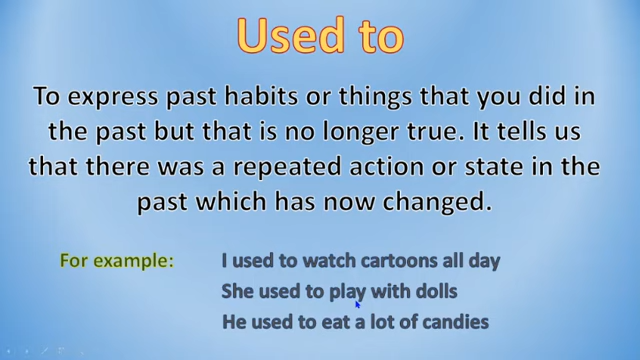 Used to
To express past habits or things that you did in
the past but that is no longer true. It tells us
that there was a repeated action or state in the
past which has now changed.
For example: I used to watch cartoons all day
She used to play with dolls
He used to eat a lot of candies